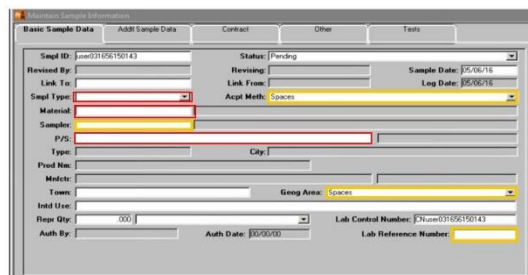 Maintain Sample Information
Basic Sample Data Addtl Sample Data Contract Other Tests
Smpl ID: user031656150143 Status: Pending
Revised By: Revising: Sample Date: 05/06/16
Link To: Link From: Log Date: 05/06/16
Smpl Type: Acpt Meth: Spaces
Material:
Sampler:
P/S:
Type: City:
Prod Nm:
Mnfctr:
Town: Geog Area: Spaces
Intd Use:
Repr Qty: .000 Lab Control Number: CNuser031656150143
Auth By: Auth Date: 00/00/00 Lab Reference Number: